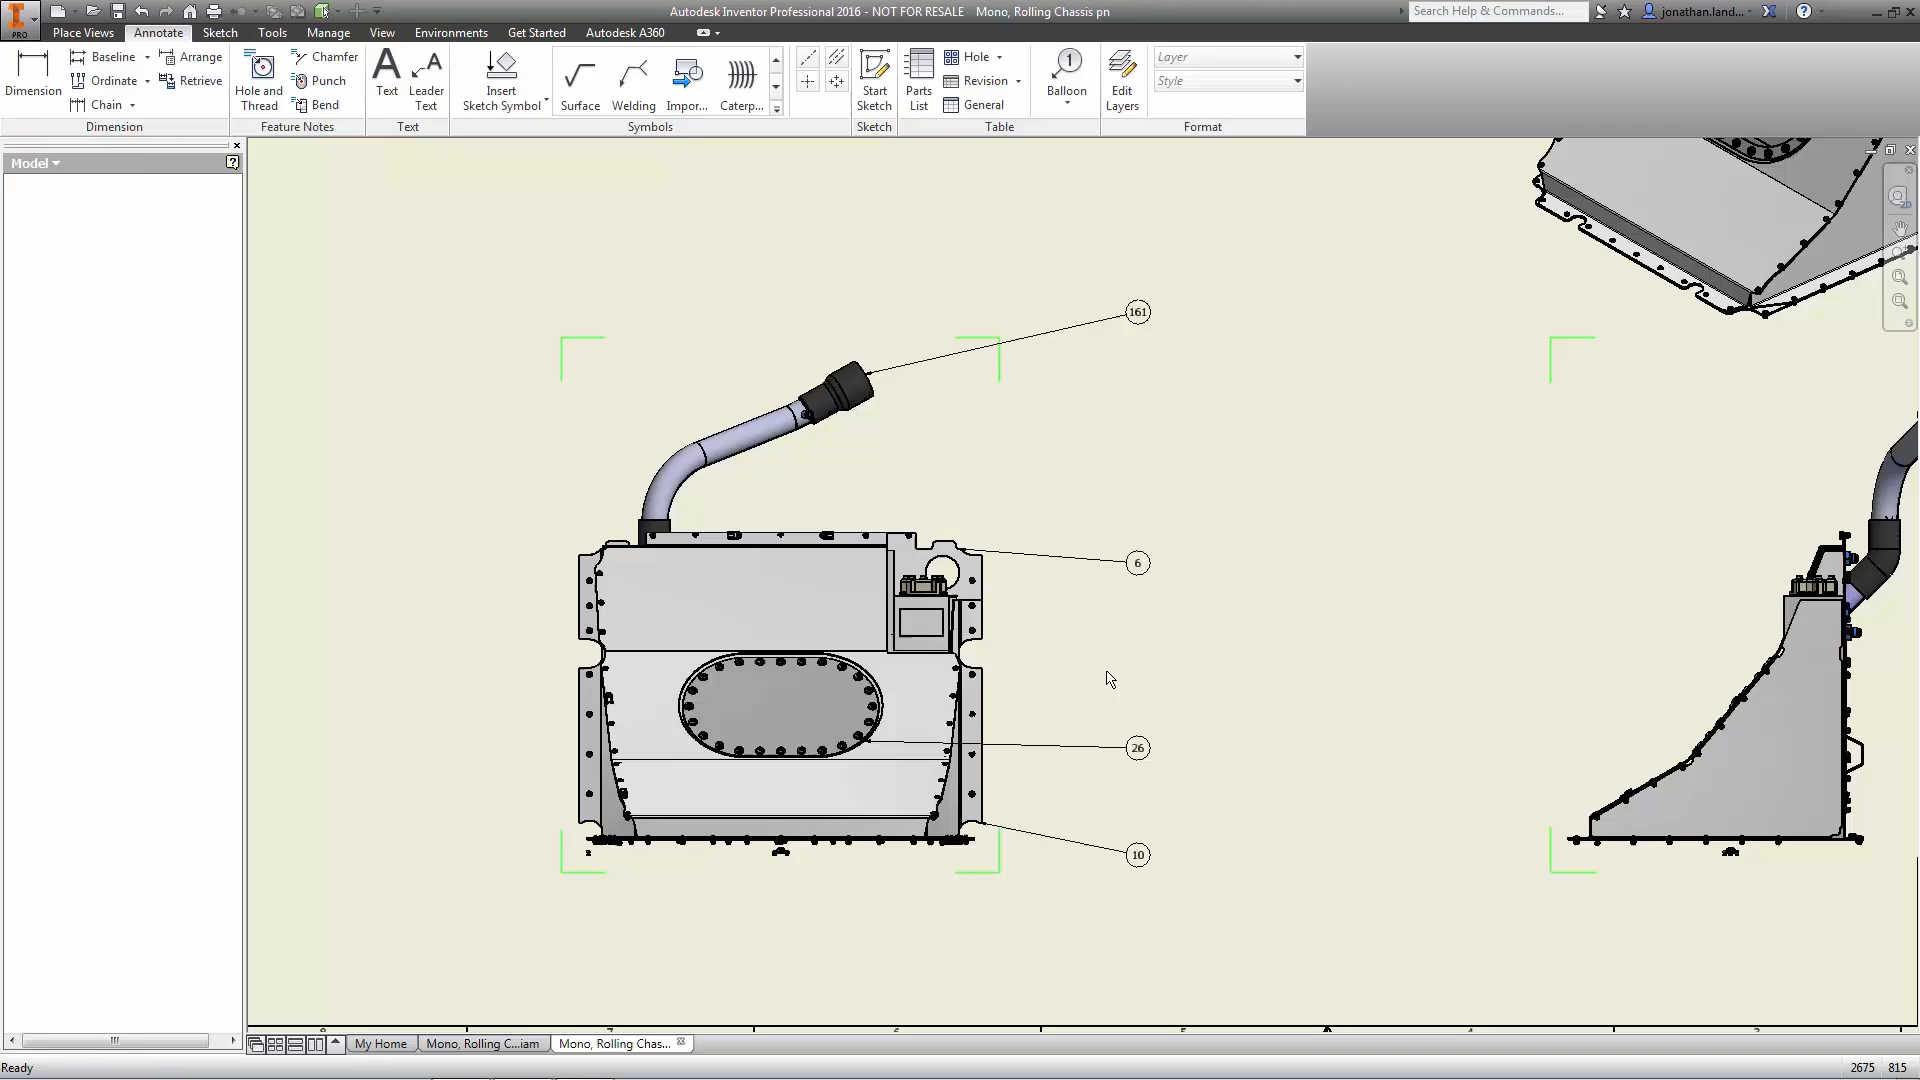 PRO
Autodesk Inventor Professional 2016 - NOT FOR RESALE Mono, Rolling Chassis pn
Search Help & Commands...
jonathan.land...
Place Views Annotate Sketch Tools Manage View Environments Get Started Autodesk A360
Dimension
Baseline
Ordinate
Chain
Arrange
Retrieve
Dimension
Hole and Thread
Chamfer
Punch
Bend
Feature Notes
A Text
A Leader Text
Text
Insert Sketch Symbol
Surface
Welding
Impor...
Caterp...
Symbols
Start Sketch
Sketch
Parts List
Hole
Revision
General
Table
1
Balloon
Edit Layers
Layer
Style
Format
Model
161
6
26
10
2D
My Home
Mono, Rolling C...iam
Mono, Rolling Chas...
Ready
2675 815